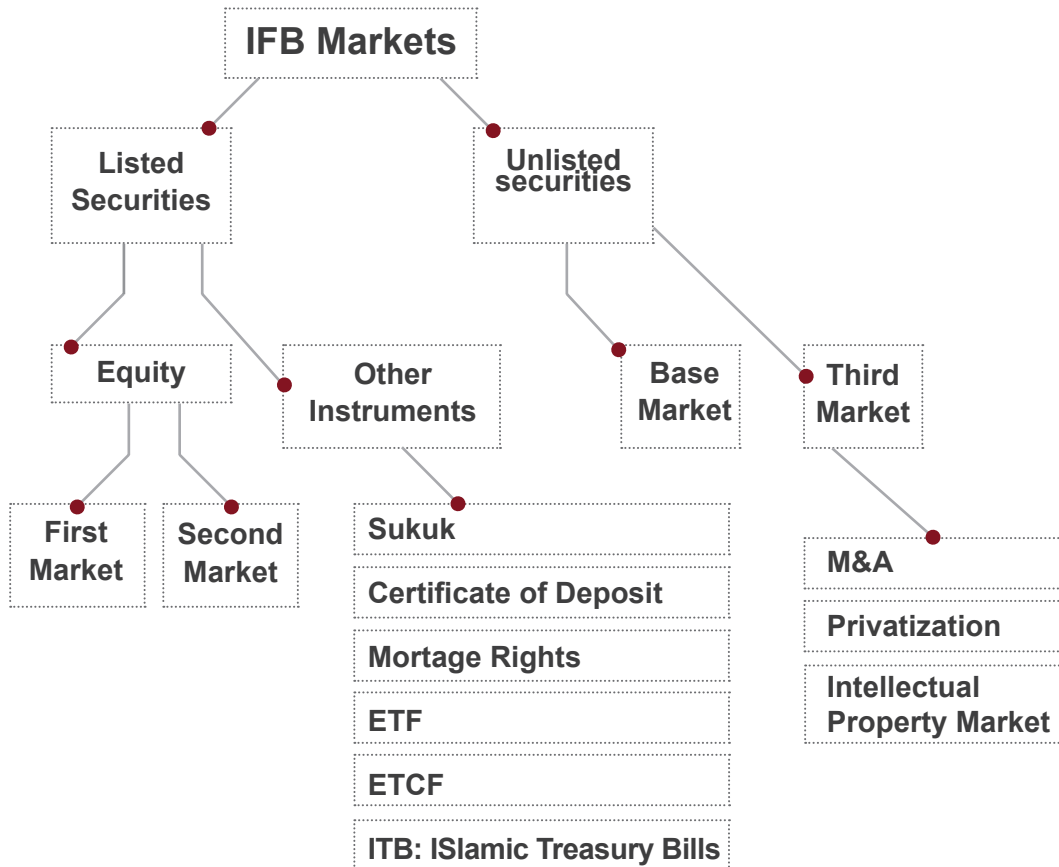 IFB Markets
Listed
Securities
Unlisted
securities
Equity
Other
Instruments
Base
Market
Third
Market
First
Market
Second
Market
Sukuk
Certificate of Deposit
Mortage Rights
ETF
ETCF
ITB: ISlamic Treasury Bills
M&A
Privatization
Intellectual
Property Market